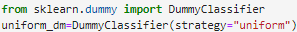 from sklearn.dummy import DummyClassifier
uniform_dm=DummyClassifier(strategy="uniform")